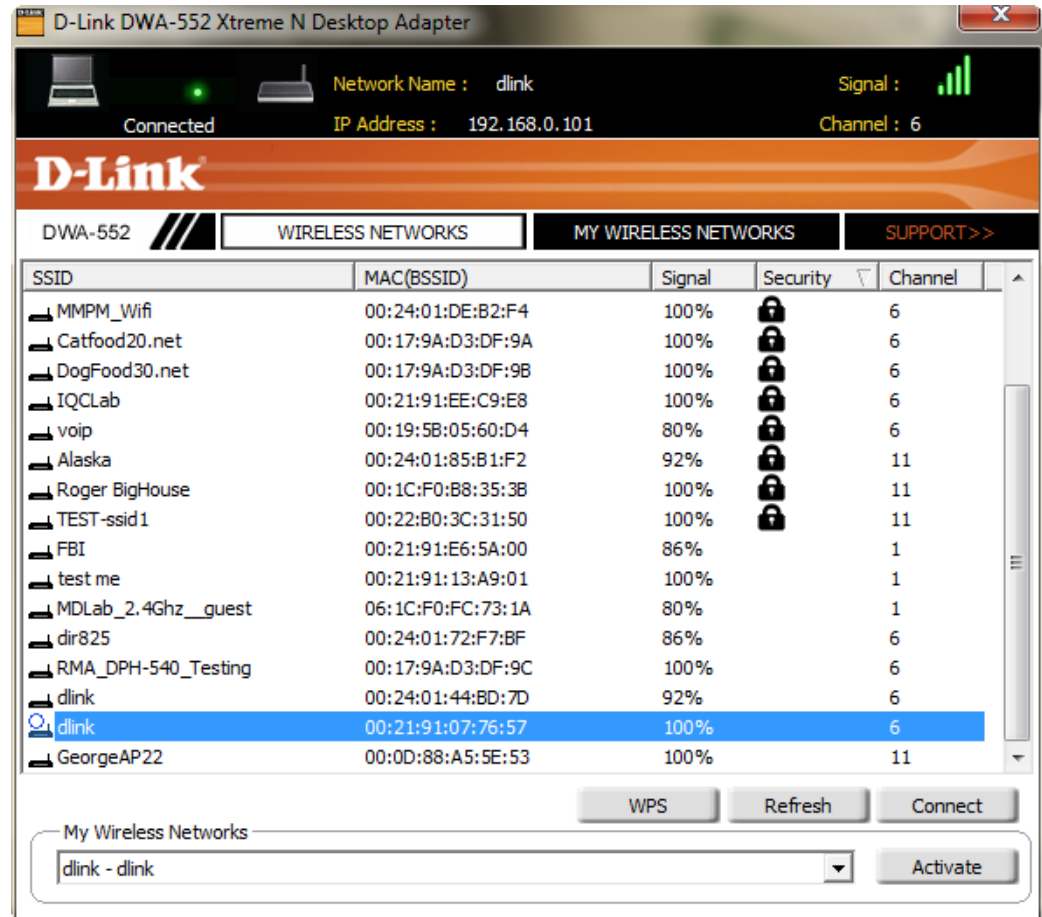 D-Link DWA-552 Xtreme N Desktop Adapter
Network Name : dlink Signal :
Connected IP Address : 192.168.0.101 Channel : 6
D-Link
DWA-552 WIRELESS NETWORKS MY WIRELESS NETWORKS SUPPORT>>
SSID MAC(BSSID) Signal Security Channel
MMPM_Wifi 00:24:01:DE:B2:F4 100% 6
Catfood20.net 00:17:9A:D3:DF:9A 100% 6
DogFood30.net 00:17:9A:D3:DF:9B 100% 6
IQCLab 00:21:91:EE:C9:E8 100% 6
voip 00:19:5B:05:60:D4 80% 6
Alaska 00:24:01:85:B1:F2 92% 11
Roger BigHouse 00:1C:F0:B8:35:3B 100% 11
TEST-ssid1 00:22:B0:3C:31:50 100% 11
FBI 00:21:91:E6:5A:00 86% 1
test me 00:21:91:13:A9:01 100% 1
MDLab_2.4Ghz__guest 06:1C:F0:FC:73:1A 80% 1
dir825 00:24:01:72:F7:BF 86% 6
RMA_DPH-540_Testing 00:17:9A:D3:DF:9C 100% 6
dlink 00:24:01:44:BD:7D 92% 6
dlink 00:21:91:07:76:57 100% 6
GeorgeAP22 00:0D:88:A5:5E:53 100% 11
WPS Refresh Connect
My Wireless Networks
dlink - dlink Activate